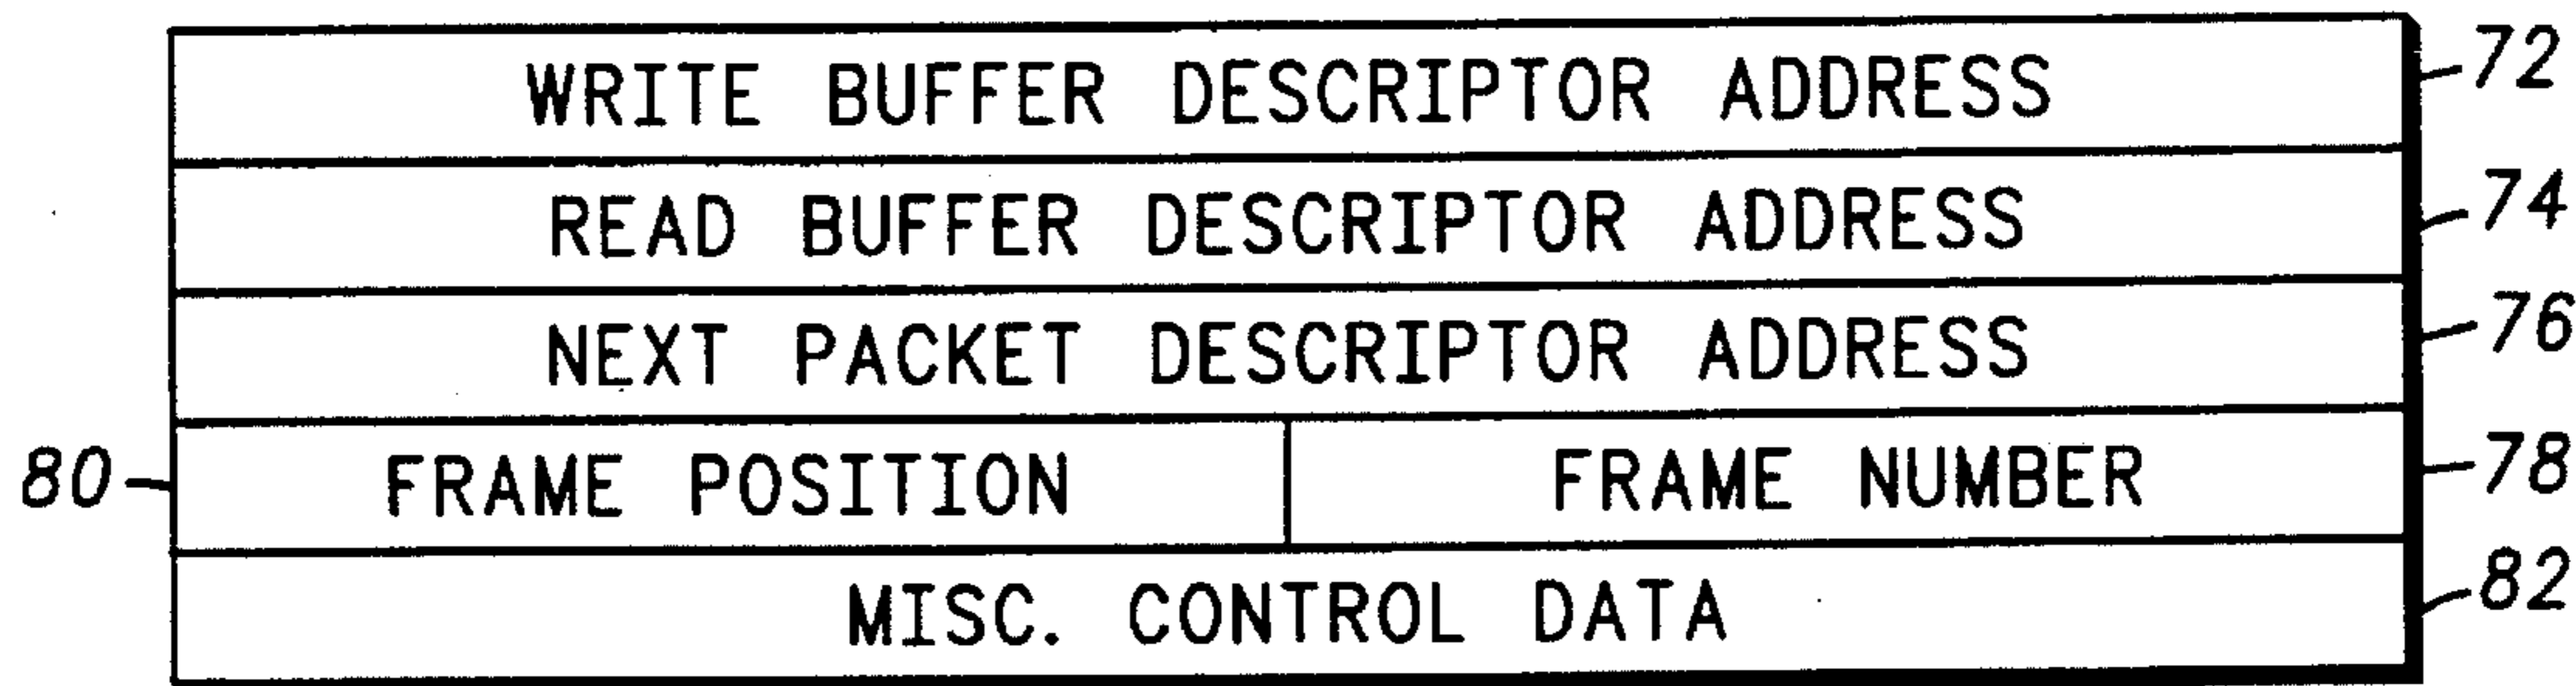 WRITE BUFFER DESCRIPTOR ADDRESS 72
READ BUFFER DESCRIPTOR ADDRESS 74
NEXT PACKET DESCRIPTOR ADDRESS 76
80 FRAME POSITION FRAME NUMBER 78
MISC. CONTROL DATA 82